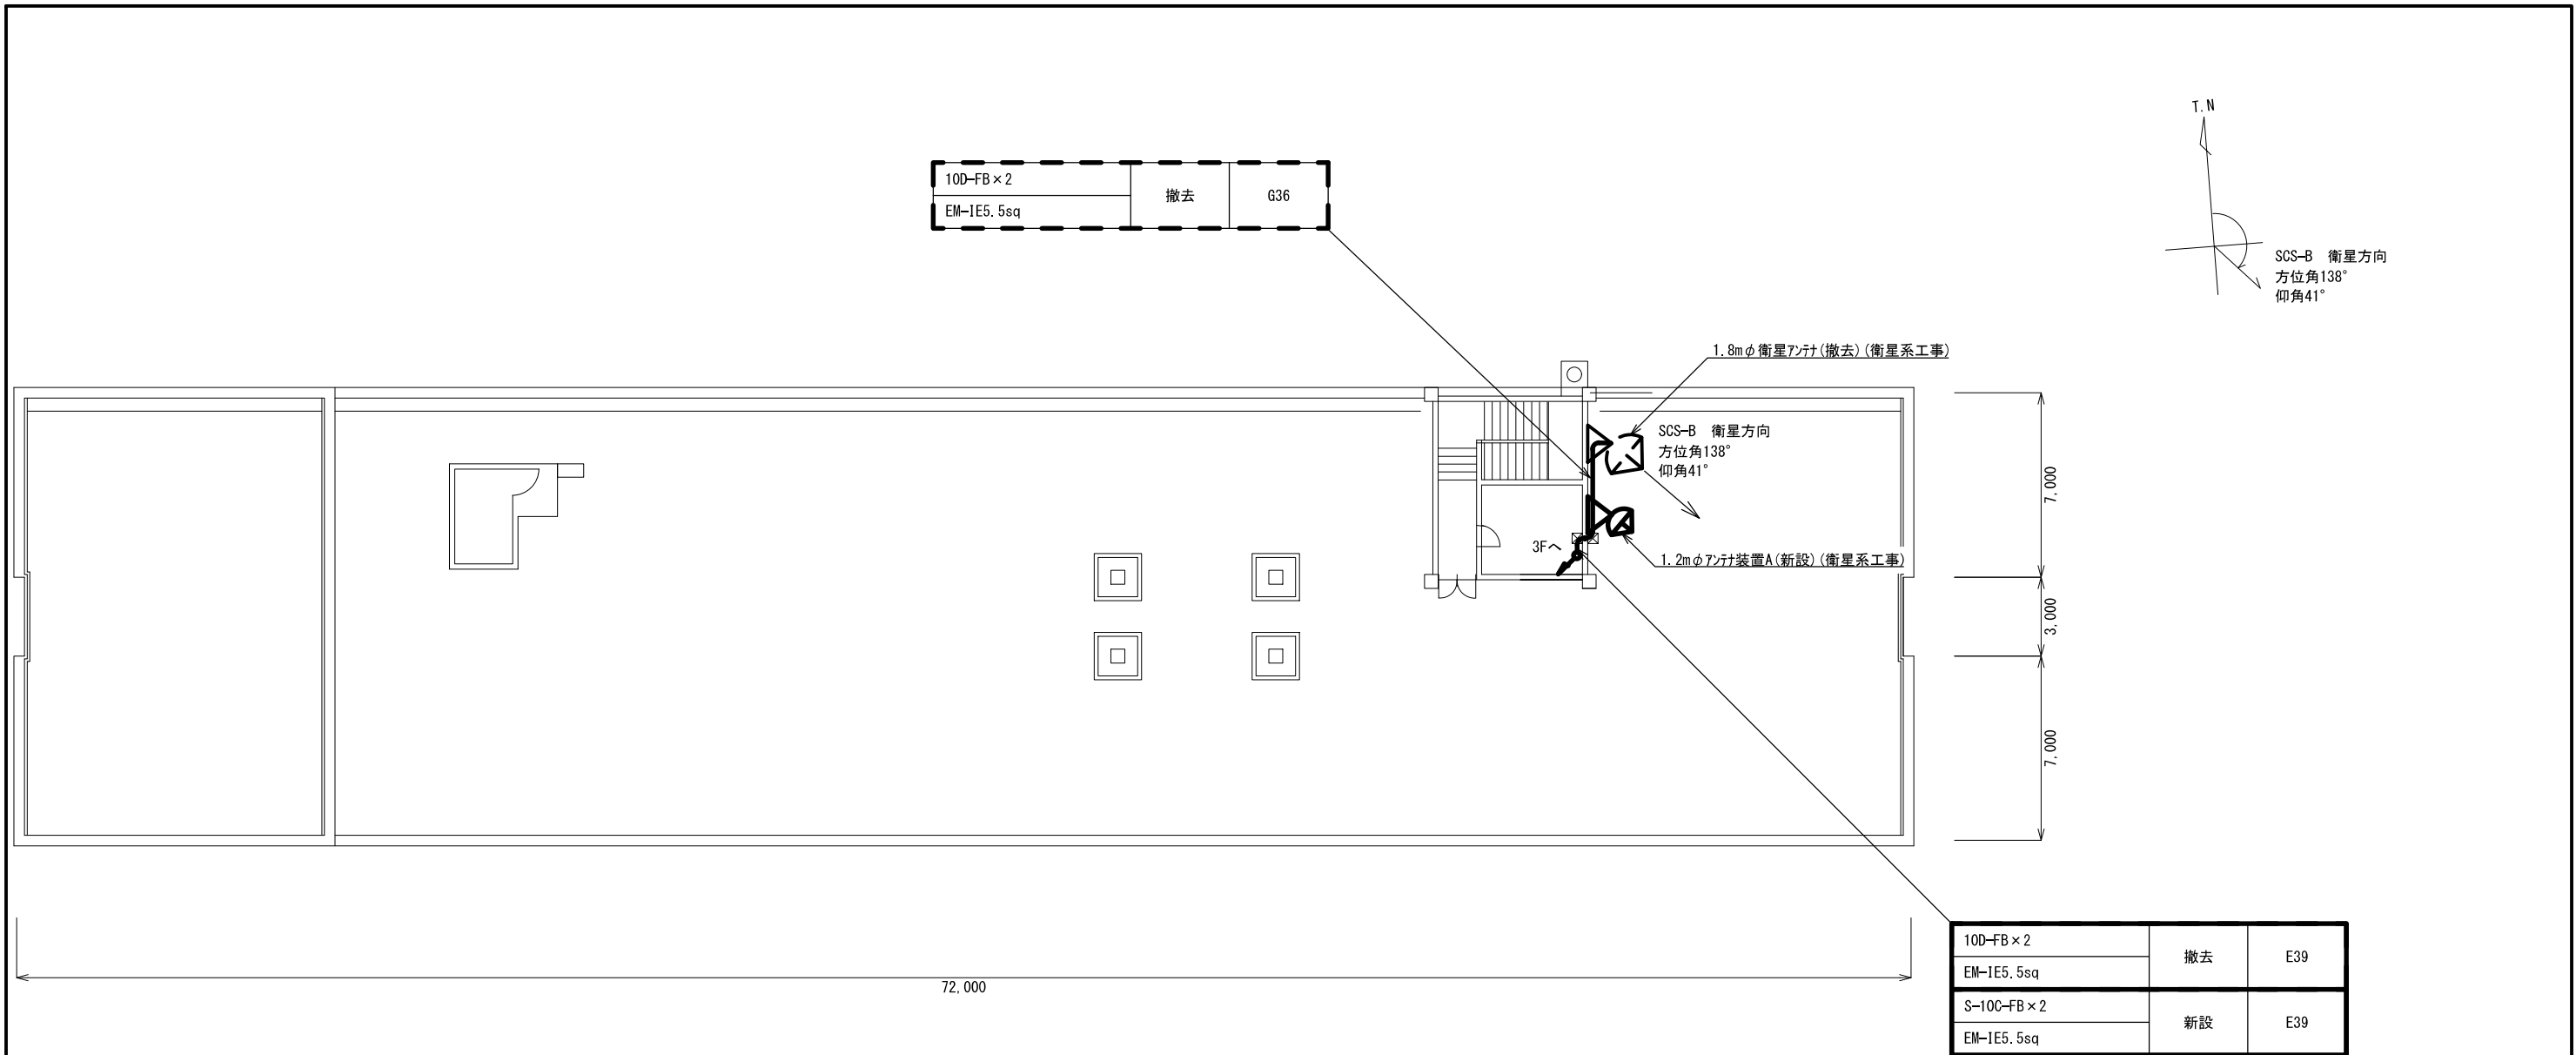 T.N
10D-FB×2
撤去
G36
EM-IE5.5sq
SCS-B 衛星方向
方位角138°
仰角41°
1.8mφ衛星ｱﾝﾃﾅ(撤去)(衛星系工事)
SCS-B 衛星方向
方位角138°
仰角41°
7,000
3Fへ
1.2mφｱﾝﾃﾅ装置A(新設)(衛星系工事)
3,000
7,000
72,000
10D-FB×2
撤去
E39
EM-IE5.5sq
S-10C-FB×2
新設
E39
EM-IE5.5sq